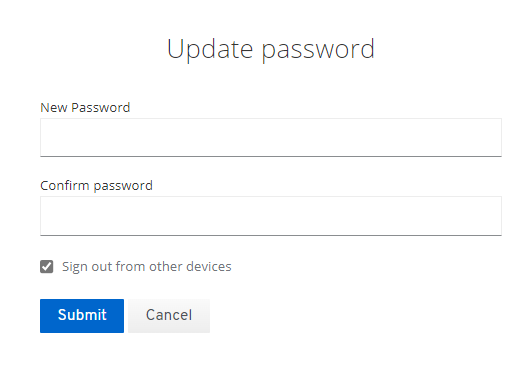 Update password
New Password
Confirm password
Sign out from other devices
Submit Cancel